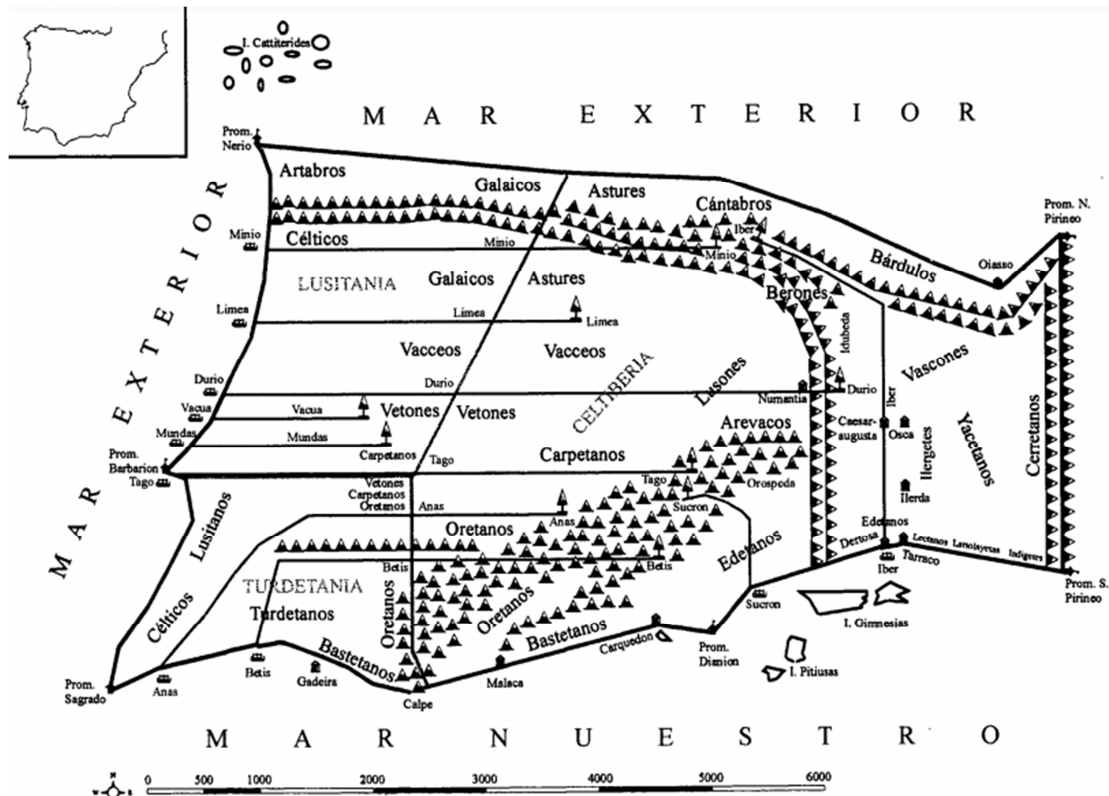 I. Cattiterides
MAR EXTERIOR
Prom.
Nerio
Artabros
Galaicos
Astures
Cántabros
Prom. N.
Pirineo
MAR EXTERIOR
Célticos
Minio
Minio
Minio
Iber
Bárdulos
Oiasso
LUSITANIA
Galaicos
Astures
Berones
Limea
Limea
Limea
Idubeda
Vacceos
Vacceos
CELTIBERIA
Lusones
Vascones
Durio
Durio
Numantia
Durio
Iber
Vacua
Vacua
Vetones
Vetones
Arevacos
Caesar-
augusta
Osca
Ilergetes
Yacetanos
Cerretanos
Mundas
Mundas
Carpetanos
Prom.
Barbarion
Tago
Tago
Carpetanos
Tago
Orospeda
Vetones
Carpetanos
Oretanos
Anas
Anas
Sucron
Ilerda
Lusitanos
Oretanos
Edetanos
Edetanos
Dertosa
Leetanos Lartolayetas Indigetes
Tarraco
Iber
Betis
Betis
TURDETANIA
Turdetanos
Célticos
Oretanos
Oretanos
Bastetanos
Bastetanos
Sucron
Prom. S.
Pirineo
I. Gimnesias
I. Pitiusas
Carquedon
Prom.
Dianion
Prom.
Sagrado
Anas
Betis
Gadeira
Calpe
Malaca
MAR NUESTRO
N
W
E
S
0 500 1000 2000 3000 4000 5000 6000